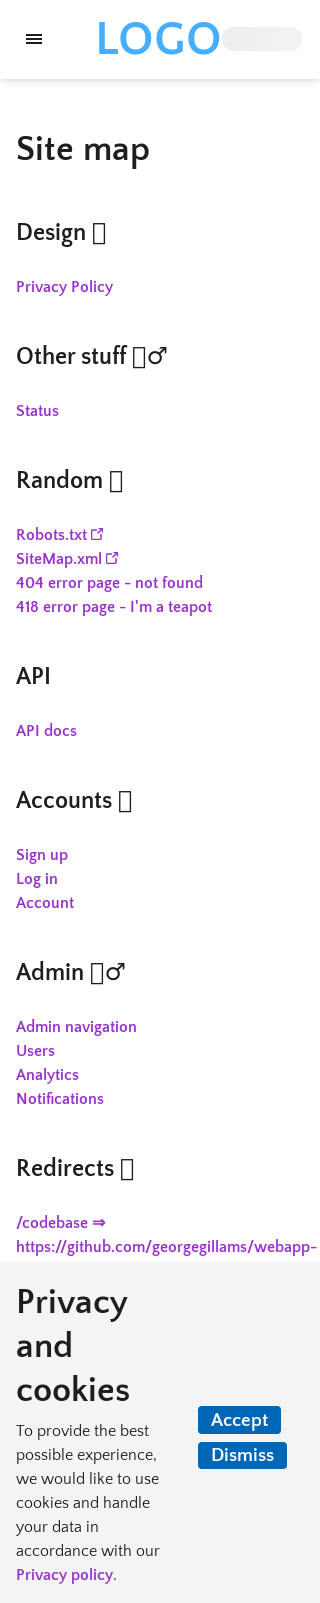 LOGO
Site map
Design
Privacy Policy
Other stuff ♂
Status
Random
Robots.txt
SiteMap.xml
404 error page - not found
418 error page - I'm a teapot
API
API docs
Accounts
Sign up
Log in
Account
Admin ♂
Admin navigation
Users
Analytics
Notifications
Redirects
/codebase ⇒
https://github.com/georgegillams/webapp-
Privacy
and
cookies
To provide the best
possible experience,
we would like to use
cookies and handle
your data in
accordance with our
Privacy policy.
Accept
Dismiss